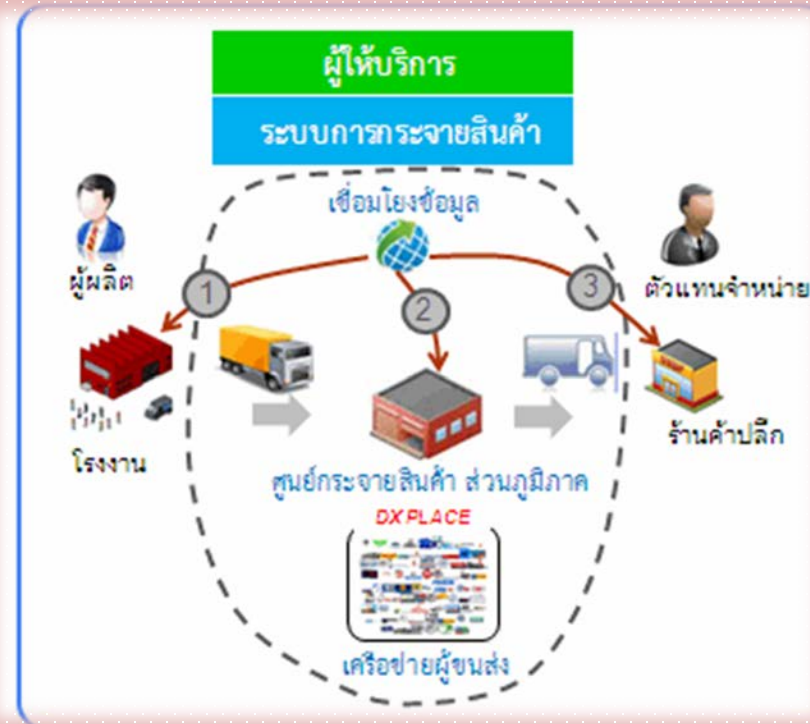 ผู้ให้บริการ
ระบบการกระจายสินค้า
เชื่อมโยงข้อมูล
ผู้ผลิต
1
2
3
ตัวแทนจำหน่าย
โรงงาน
ร้านค้าปลีก
ศูนย์กระจายสินค้า ส่วนภูมิภาค
DXPLACE
เครือข่ายผู้ขนส่ง